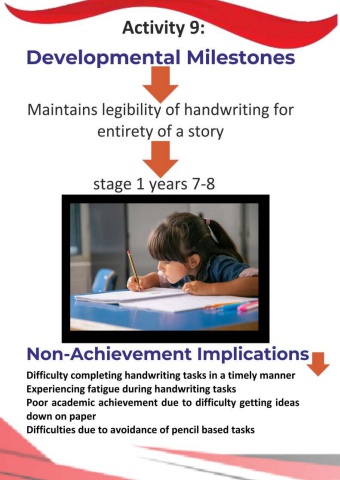 Activity 9:
Developmental Milestones
Maintains legibility of handwriting for
entirety of a story
stage 1 years 7-8
Non-Achievement Implications
Difficulty completing handwriting tasks in a timely manner
Experiencing fatigue during handwriting tasks
Poor academic achievement due to difficulty getting ideas
down on paper
Difficulties due to avoidance of pencil based tasks